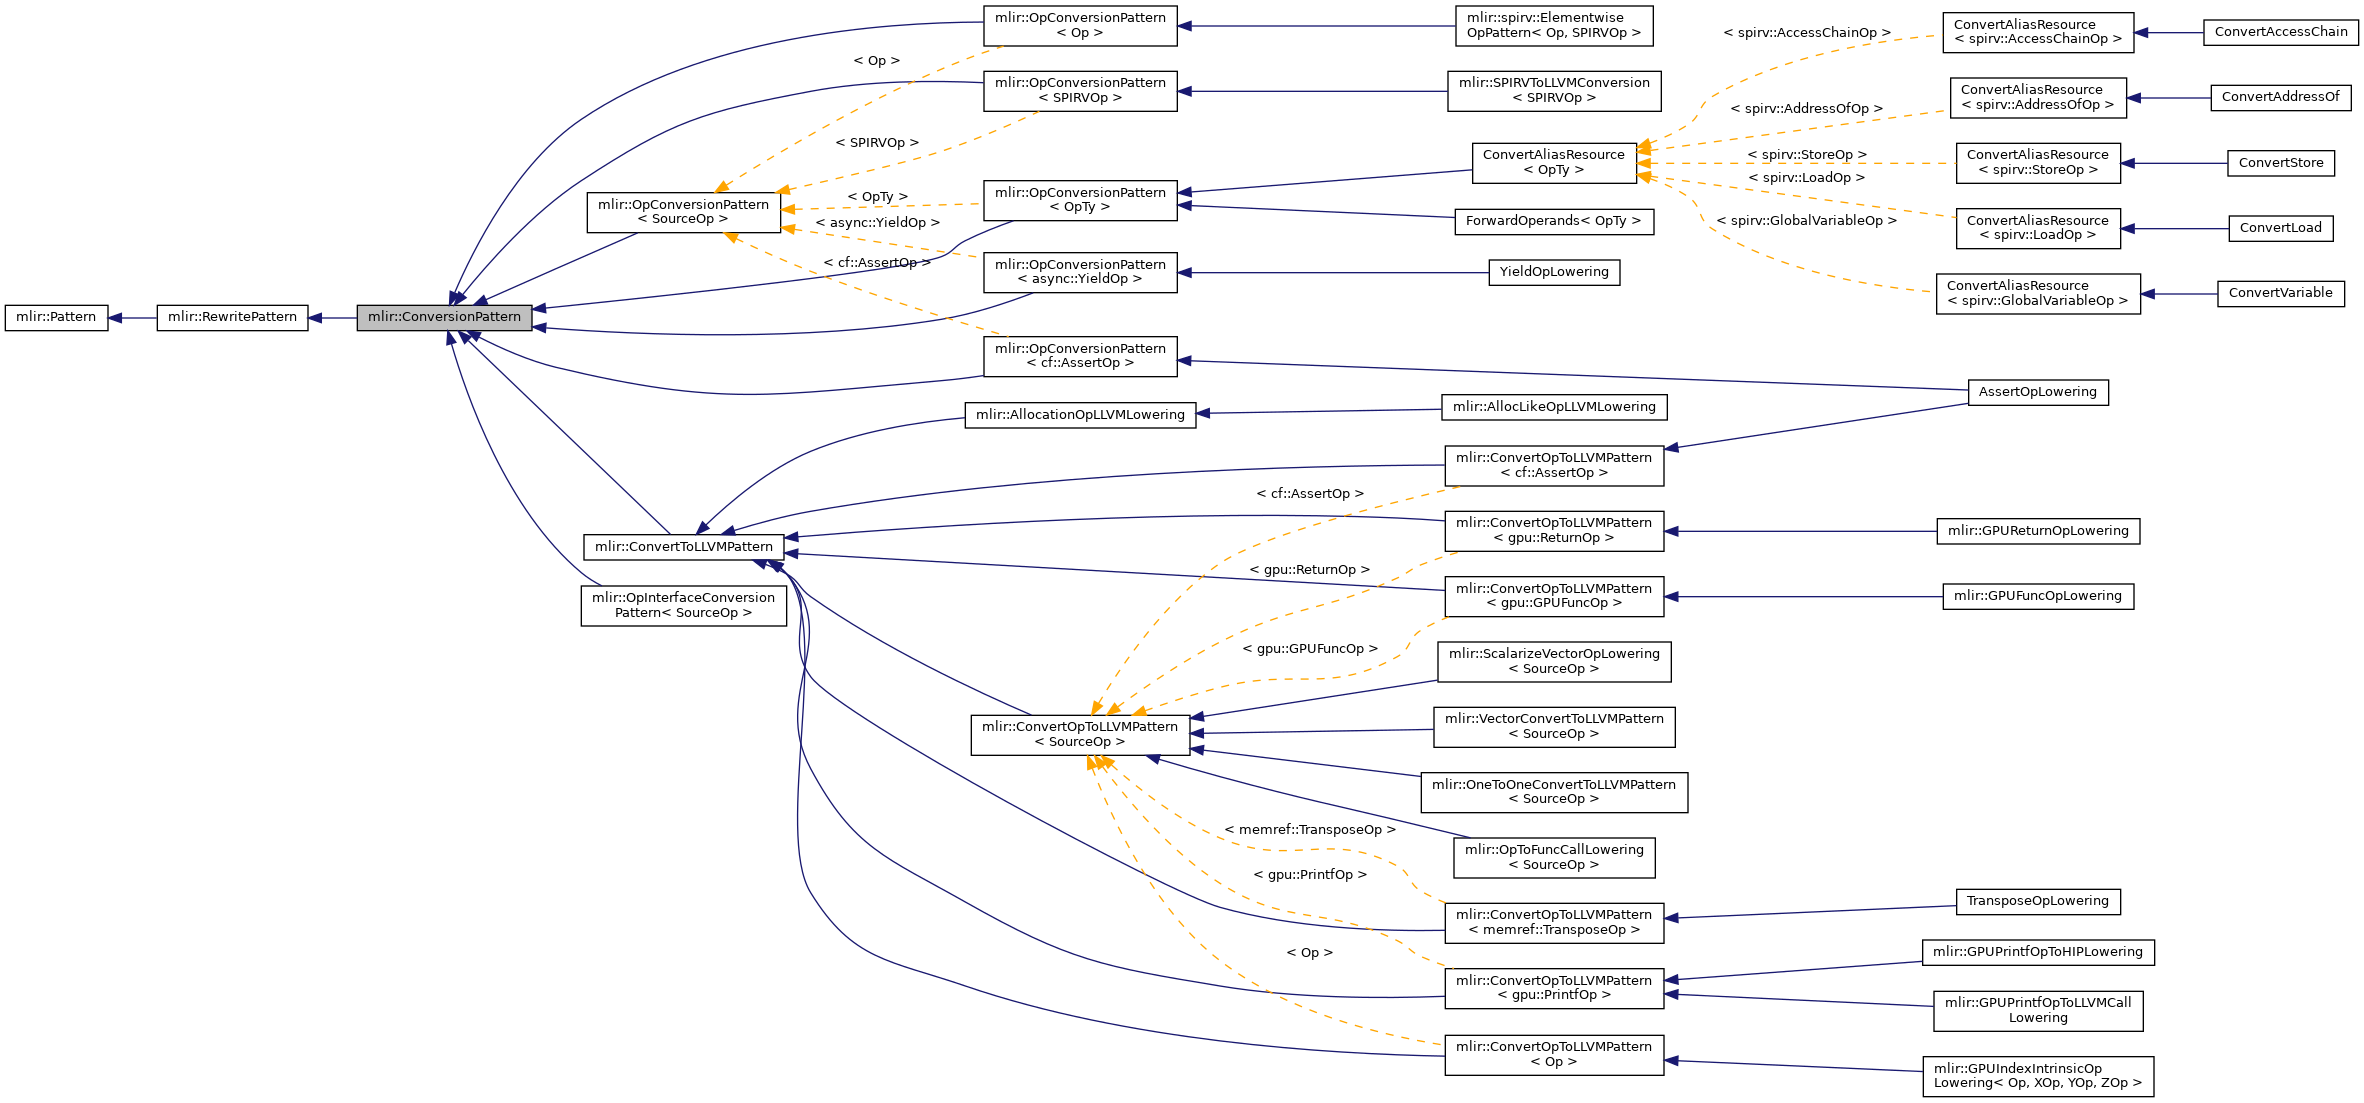 mlir::Pattern
mlir::RewritePattern
mlir::ConversionPattern
mlir::OpConversionPattern
< SourceOp >
mlir::ConvertToLLVMPattern
mlir::OpInterfaceConversion
Pattern< SourceOp >
< Op >
< SPIRVOp >
< OpTy >
< async::YieldOp >
< cf::AssertOp >
mlir::OpConversionPattern
< Op >
mlir::OpConversionPattern
< SPIRVOp >
mlir::OpConversionPattern
< OpTy >
mlir::OpConversionPattern
< async::YieldOp >
mlir::OpConversionPattern
< cf::AssertOp >
mlir::AllocationOpLLVMLowering
mlir::ConvertOpToLLVMPattern
< SourceOp >
< cf::AssertOp >
< gpu::ReturnOp >
< gpu::GPUFuncOp >
< memref::TransposeOp >
< gpu::PrintfOp >
< Op >
mlir::spirv::Elementwise
OpPattern< Op, SPIRVOp >
mlir::SPIRVToLLVMConversion
< SPIRVOp >
ConvertAliasResource
< OpTy >
ForwardOperands< OpTy >
YieldOpLowering
mlir::AllocLikeOpLLVMLowering
mlir::ConvertOpToLLVMPattern
< cf::AssertOp >
mlir::ConvertOpToLLVMPattern
< gpu::ReturnOp >
mlir::ConvertOpToLLVMPattern
< gpu::GPUFuncOp >
mlir::ScalarizeVectorOpLowering
< SourceOp >
mlir::VectorConvertToLLVMPattern
< SourceOp >
mlir::OneToOneConvertToLLVMPattern
< SourceOp >
mlir::OpToFuncCallLowering
< SourceOp >
mlir::ConvertOpToLLVMPattern
< memref::TransposeOp >
mlir::ConvertOpToLLVMPattern
< gpu::PrintfOp >
mlir::ConvertOpToLLVMPattern
< Op >
< spirv::AccessChainOp >
< spirv::AddressOfOp >
< spirv::StoreOp >
< spirv::LoadOp >
< spirv::GlobalVariableOp >
ConvertAliasResource
< spirv::AccessChainOp >
ConvertAliasResource
< spirv::AddressOfOp >
ConvertAliasResource
< spirv::StoreOp >
ConvertAliasResource
< spirv::LoadOp >
ConvertAliasResource
< spirv::GlobalVariableOp >
AssertOpLowering
mlir::GPUReturnOpLowering
mlir::GPUFuncOpLowering
TransposeOpLowering
mlir::GPUPrintfOpToHIPLowering
mlir::GPUPrintfOpToLLVMCall
Lowering
mlir::GPUIndexIntrinsicOp
Lowering< Op, XOp, YOp, ZOp >
ConvertAccessChain
ConvertAddressOf
ConvertStore
ConvertLoad
ConvertVariable